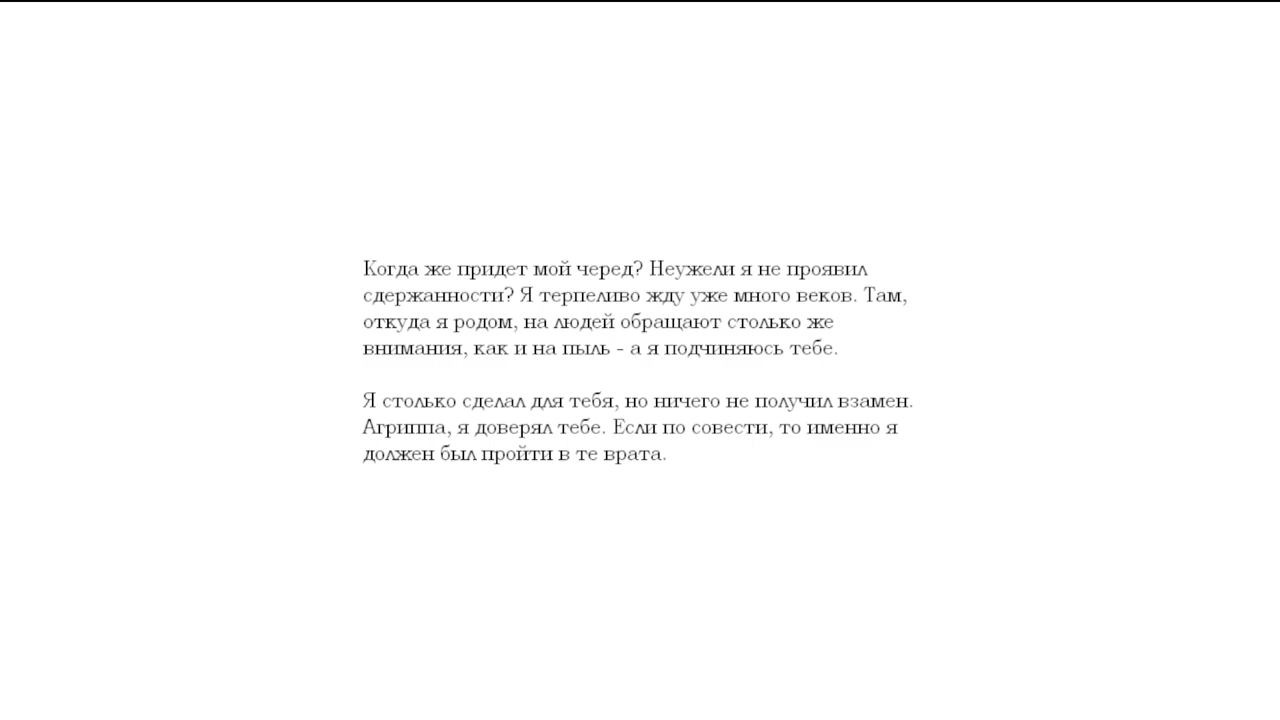 Когда же придет мой черед? Неужели я не проявил
сдержанности? Я терпеливо жду уже много веков. Там,
откуда я родом, на людей обращают столько же
внимания, как и на пыль - а я подчиняюсь тебе.
Я столько сделал для тебя, но ничего не получил взамен.
Агриппа, я доверял тебе. Если по совести, то именно я
должен был пройти в те врата.